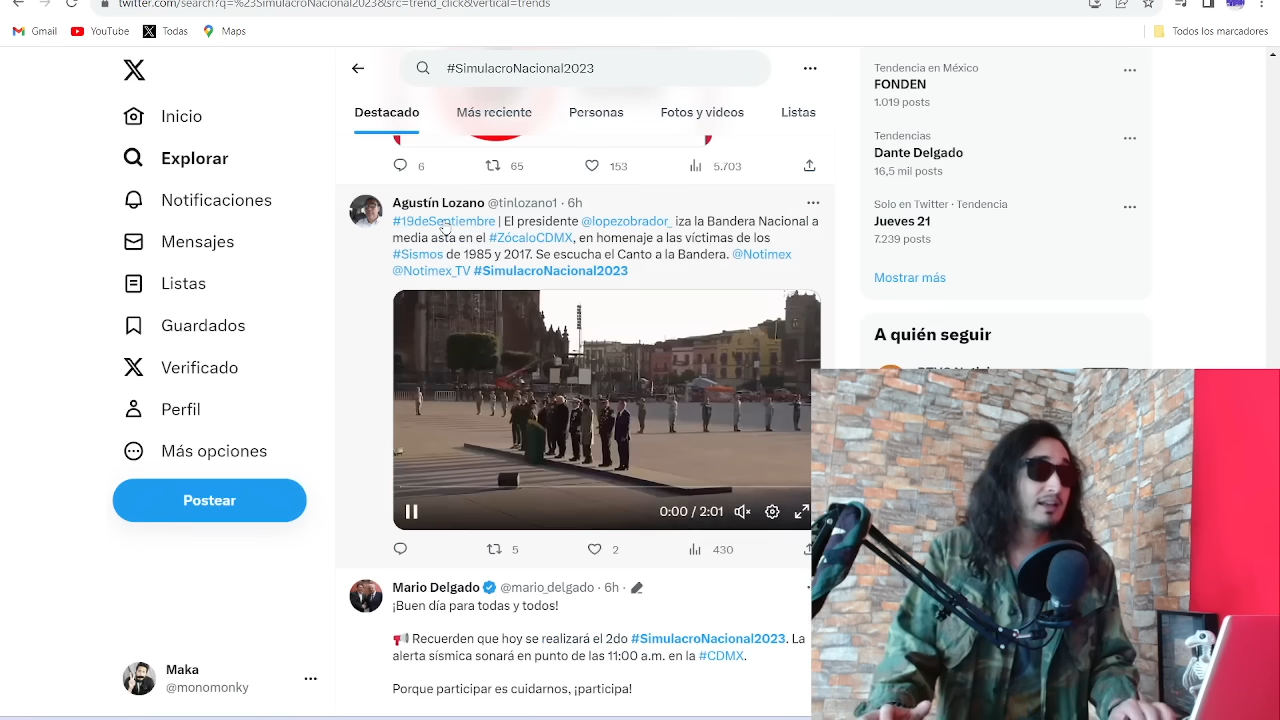 twitter.com/search?q=%23SimulacroNacional2023&src=trend_click&vertical=trends
Gmail
YouTube
Todas
Maps
Todos los marcadores
Inicio
Explorar
Notificaciones
Mensajes
Listas
Guardados
Verificado
Perfil
Más opciones
Postear
Maka
@monomonky
#SimulacroNacional2023
Destacado
Más reciente
Personas
Fotos y videos
Listas
6
65
153
5.703
Agustín Lozano @tinlozano1 · 6h
#19deSeptiembre | El presidente @lopezobrador_ iza la Bandera Nacional a
media asta en el #ZócaloCDMX, en homenaje a las víctimas de los
#Sismos de 1985 y 2017. Se escucha el Canto a la Bandera. @Notimex
@Notimex_TV #SimulacroNacional2023
0:00 / 2:01
5
2
430
Mario Delgado @mario_delgado · 6h ·
¡Buen día para todas y todos!
Recuerden que hoy se realizará el 2do #SimulacroNacional2023. La
alerta sísmica sonará en punto de las 11:00 a.m. en la #CDMX.
Porque participar es cuidarnos, ¡participa!
Tendencia en México
FONDEN
1.019 posts
Tendencias
Dante Delgado
16,5 mil posts
Solo en Twitter · Tendencia
Jueves 21
7.239 posts
Mostrar más
A quién seguir